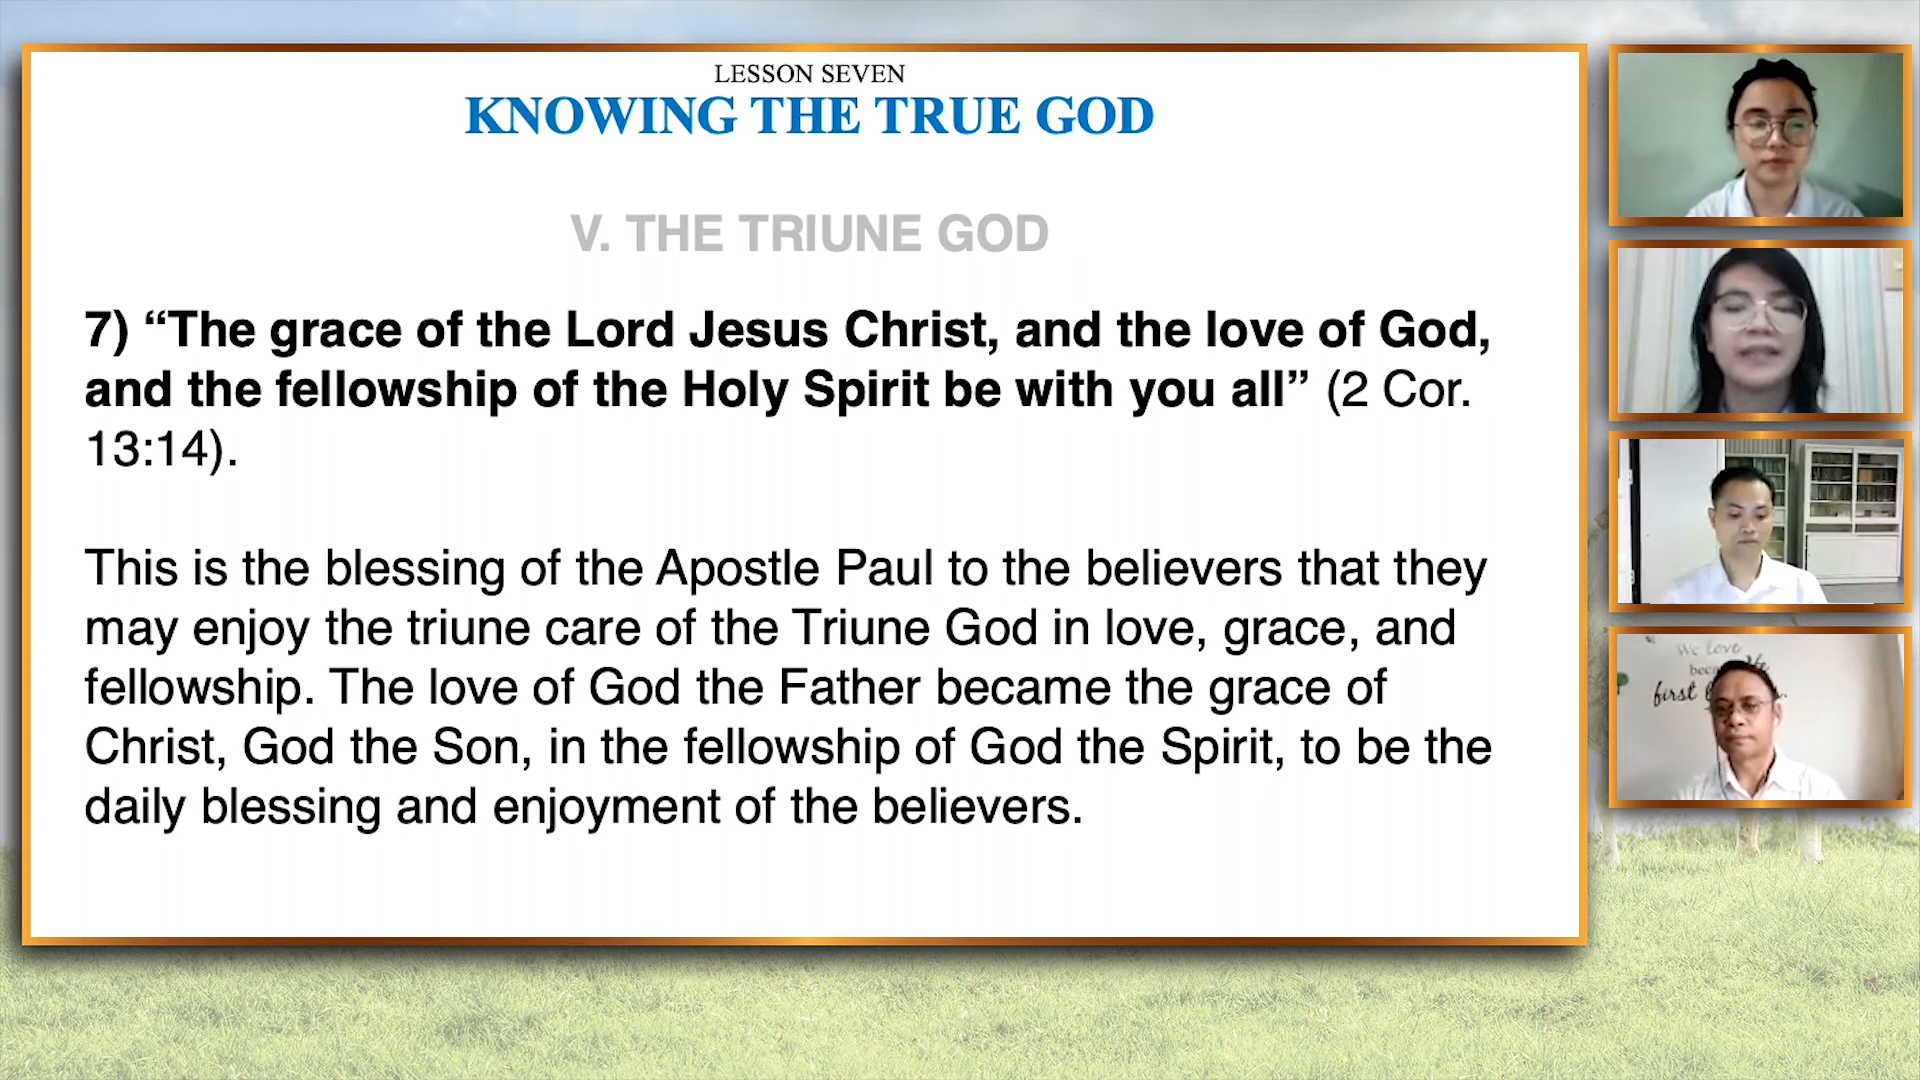 LESSON SEVEN
KNOWING THE TRUE GOD
V. THE TRIUNE GOD
7) “The grace of the Lord Jesus Christ, and the love of God,
and the fellowship of the Holy Spirit be with you all” (2 Cor.
13:14).
This is the blessing of the Apostle Paul to the believers that they
may enjoy the triune care of the Triune God in love, grace, and
fellowship. The love of God the Father became the grace of
Christ, God the Son, in the fellowship of God the Spirit, to be the
daily blessing and enjoyment of the believers.
We love
first